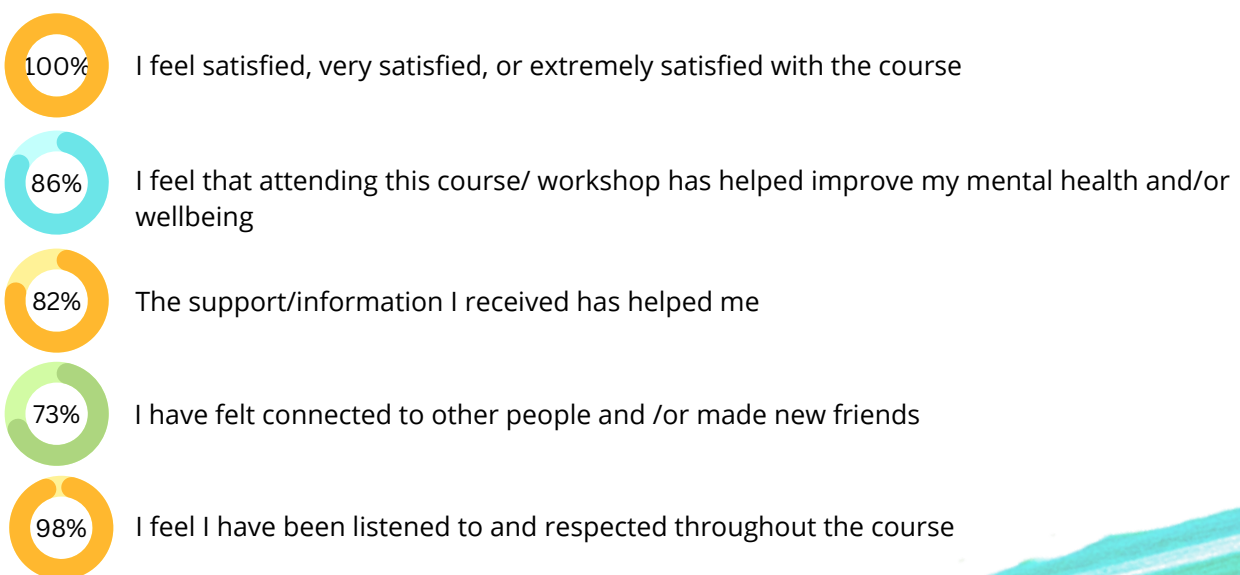 100%
I feel satisfied, very satisfied, or extremely satisfied with the course
86%
I feel that attending this course/ workshop has helped improve my mental health and/or
wellbeing
82%
The support/information I received has helped me
73%
I have felt connected to other people and /or made new friends
98%
I feel I have been listened to and respected throughout the course